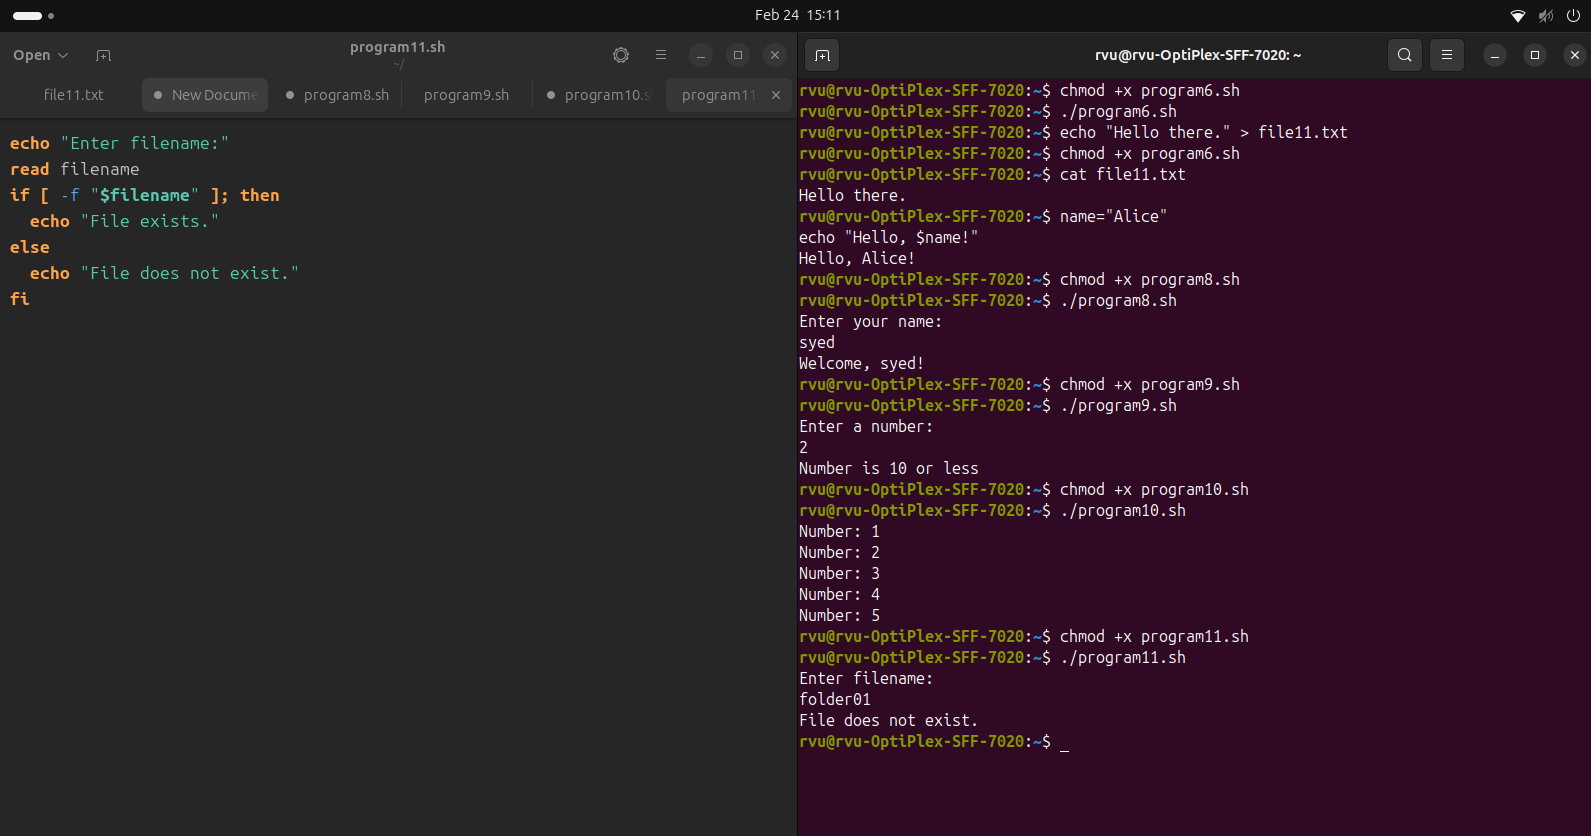 Feb 24 15:11
Open
program11.sh
~/
file11.txt
New Docume
program8.sh
program9.sh
program10.s
program11
echo "Enter filename:"
read filename
if [ -f "$filename" ]; then
  echo "File exists."
else
  echo "File does not exist."
fi
rvu@rvu-OptiPlex-SFF-7020: ~
rvu@rvu-OptiPlex-SFF-7020:~$ chmod +x program6.sh
rvu@rvu-OptiPlex-SFF-7020:~$ ./program6.sh
rvu@rvu-OptiPlex-SFF-7020:~$ echo "Hello there." > file11.txt
rvu@rvu-OptiPlex-SFF-7020:~$ chmod +x program6.sh
rvu@rvu-OptiPlex-SFF-7020:~$ cat file11.txt
Hello there.
rvu@rvu-OptiPlex-SFF-7020:~$ name="Alice"
echo "Hello, $name!"
Hello, Alice!
rvu@rvu-OptiPlex-SFF-7020:~$ chmod +x program8.sh
rvu@rvu-OptiPlex-SFF-7020:~$ ./program8.sh
Enter your name:
syed
Welcome, syed!
rvu@rvu-OptiPlex-SFF-7020:~$ chmod +x program9.sh
rvu@rvu-OptiPlex-SFF-7020:~$ ./program9.sh
Enter a number:
2
Number is 10 or less
rvu@rvu-OptiPlex-SFF-7020:~$ chmod +x program10.sh
rvu@rvu-OptiPlex-SFF-7020:~$ ./program10.sh
Number: 1
Number: 2
Number: 3
Number: 4
Number: 5
rvu@rvu-OptiPlex-SFF-7020:~$ chmod +x program11.sh
rvu@rvu-OptiPlex-SFF-7020:~$ ./program11.sh
Enter filename:
folder01
File does not exist.
rvu@rvu-OptiPlex-SFF-7020:~$ _